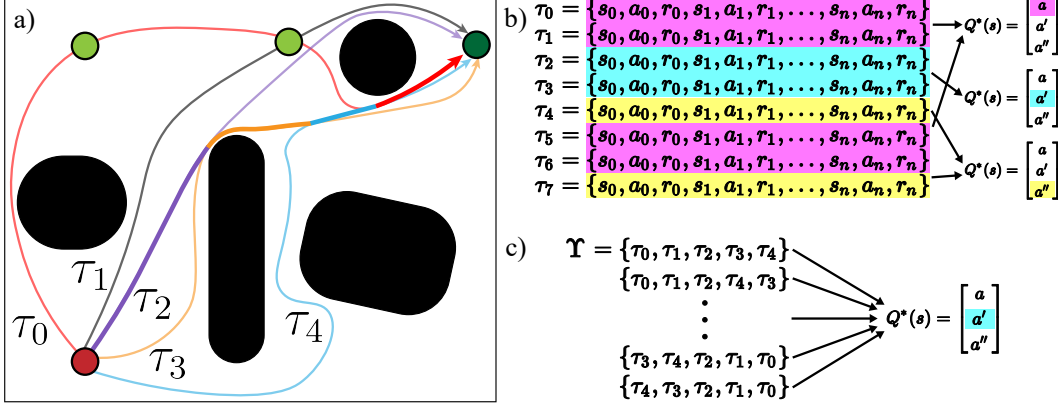 a)
τ₀
τ₁
τ₂
τ₃
τ₄
b)
τ₀ = {s₀, a₀, r₀, s₁, a₁, r₁, . . . , sₙ, aₙ, rₙ}
τ₁ = {s₀, a₀, r₀, s₁, a₁, r₁, . . . , sₙ, aₙ, rₙ}
τ₂ = {s₀, a₀, r₀, s₁, a₁, r₁, . . . , sₙ, aₙ, rₙ}
τ₃ = {s₀, a₀, r₀, s₁, a₁, r₁, . . . , sₙ, aₙ, rₙ}
τ₄ = {s₀, a₀, r₀, s₁, a₁, r₁, . . . , sₙ, aₙ, rₙ}
τ₅ = {s₀, a₀, r₀, s₁, a₁, r₁, . . . , sₙ, aₙ, rₙ}
τ₆ = {s₀, a₀, r₀, s₁, a₁, r₁, . . . , sₙ, aₙ, rₙ}
τ₇ = {s₀, a₀, r₀, s₁, a₁, r₁, . . . , sₙ, aₙ, rₙ}
a
Q*(s) = a′
a″
a
Q*(s) = a′
a″
a
Q*(s) = a′
a″
c)
Υ = {τ₀, τ₁, τ₂, τ₃, τ₄}
{τ₀, τ₁, τ₂, τ₄, τ₃}
{τ₃, τ₄, τ₂, τ₁, τ₀}
{τ₄, τ₃, τ₂, τ₁, τ₀}
a
Q*(s) = a′
a″